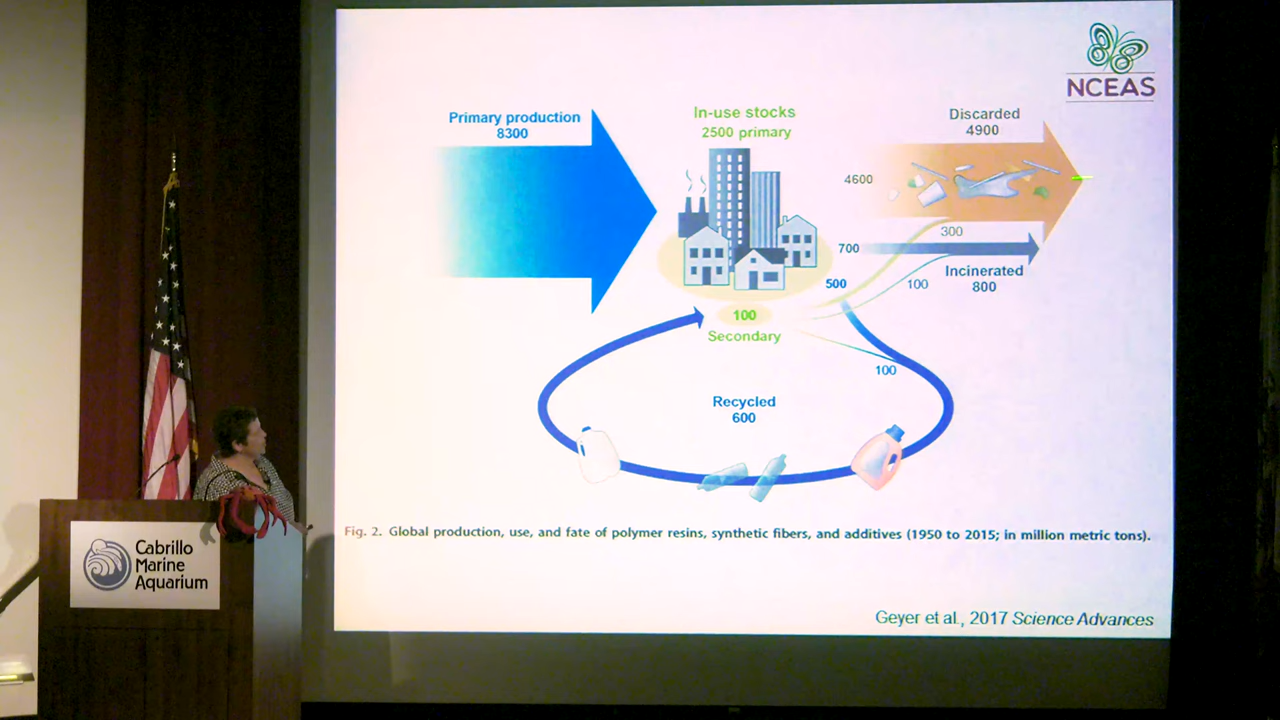 NCEAS
Primary production
8300
In-use stocks
2500 primary
Discarded
4900
4600
300
700
Incinerated
800
500
100
100
Secondary
100
Recycled
600
Fig. 2. Global production, use, and fate of polymer resins, synthetic fibers, and additives (1950 to 2015; in million metric tons).
Geyer et al., 2017 Science Advances
Cabrillo
Marine
Aquarium